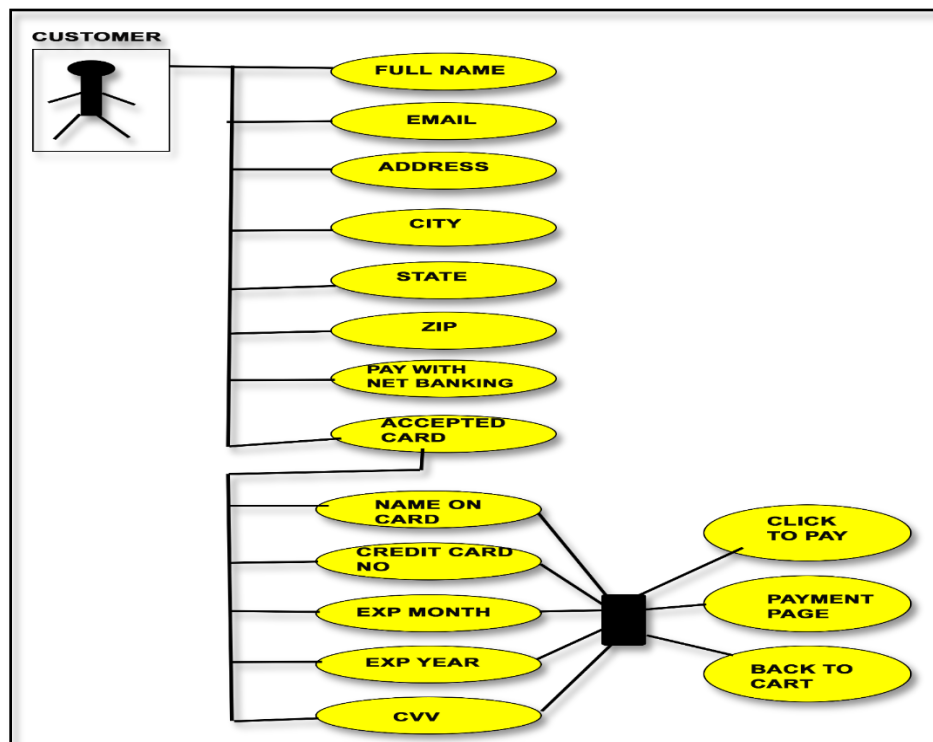 CUSTOMER
FULL NAME
EMAIL
ADDRESS
CITY
STATE
ZIP
PAY WITH
NET BANKING
ACCEPTED
CARD
NAME ON
CARD
CREDIT CARD
NO
EXP MONTH
EXP YEAR
CVV
CLICK
TO PAY
PAYMENT
PAGE
BACK TO
CART